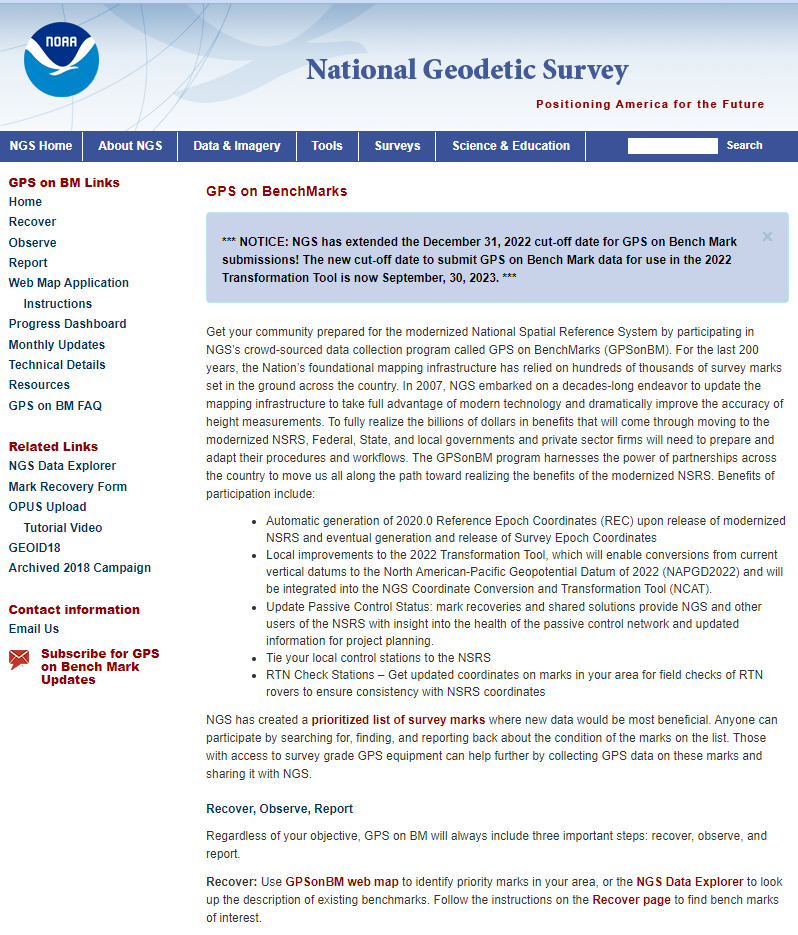 NOAA
National Geodetic Survey
Positioning America for the Future
NGS Home
About NGS
Data & Imagery
Tools
Surveys
Science & Education
Search
GPS on BM Links
Home
Recover
Observe
Report
Web Map Application
Instructions
Progress Dashboard
Monthly Updates
Technical Details
Resources
GPS on BM FAQ
Related Links
NGS Data Explorer
Mark Recovery Form
OPUS Upload
Tutorial Video
GEOID18
Archived 2018 Campaign
Contact information
Email Us
Subscribe for GPS
on Bench Mark
Updates
GPS on BenchMarks
×
*** NOTICE: NGS has extended the December 31, 2022 cut-off date for GPS on Bench Mark
submissions! The new cut-off date to submit GPS on Bench Mark data for use in the 2022
Transformation Tool is now September, 30, 2023. ***
Get your community prepared for the modernized National Spatial Reference System by participating in
NGS's crowd-sourced data collection program called GPS on BenchMarks (GPSonBM). For the last 200
years, the Nation's foundational mapping infrastructure has relied on hundreds of thousands of survey marks
set in the ground across the country. In 2007, NGS embarked on a decades-long endeavor to update the
mapping infrastructure to take full advantage of modern technology and dramatically improve the accuracy of
height measurements. To fully realize the billions of dollars in benefits that will come through moving to the
modernized NSRS, Federal, State, and local governments and private sector firms will need to prepare and
adapt their procedures and workflows. The GPSonBM program harnesses the power of partnerships across
the country to move us all along the path toward realizing the benefits of the modernized NSRS. Benefits of
participation include:
• Automatic generation of 2020.0 Reference Epoch Coordinates (REC) upon release of modernized
NSRS and eventual generation and release of Survey Epoch Coordinates
• Local improvements to the 2022 Transformation Tool, which will enable conversions from current
vertical datums to the North American-Pacific Geopotential Datum of 2022 (NAPGD2022) and will
be integrated into the NGS Coordinate Conversion and Transformation Tool (NCAT).
• Update Passive Control Status: mark recoveries and shared solutions provide NGS and other
users of the NSRS with insight into the health of the passive control network and updated
information for project planning.
• Tie your local control stations to the NSRS
• RTN Check Stations – Get updated coordinates on marks in your area for field checks of RTN
rovers to ensure consistency with NSRS coordinates
NGS has created a prioritized list of survey marks where new data would be most beneficial. Anyone can
participate by searching for, finding, and reporting back about the condition of the marks on the list. Those
with access to survey grade GPS equipment can help further by collecting GPS data on these marks and
sharing it with NGS.
Recover, Observe, Report
Regardless of your objective, GPS on BM will always include three important steps: recover, observe, and
report.
Recover: Use GPSonBM web map to identify priority marks in your area, or the NGS Data Explorer to look
up the description of existing benchmarks. Follow the instructions on the Recover page to find bench marks
of interest.